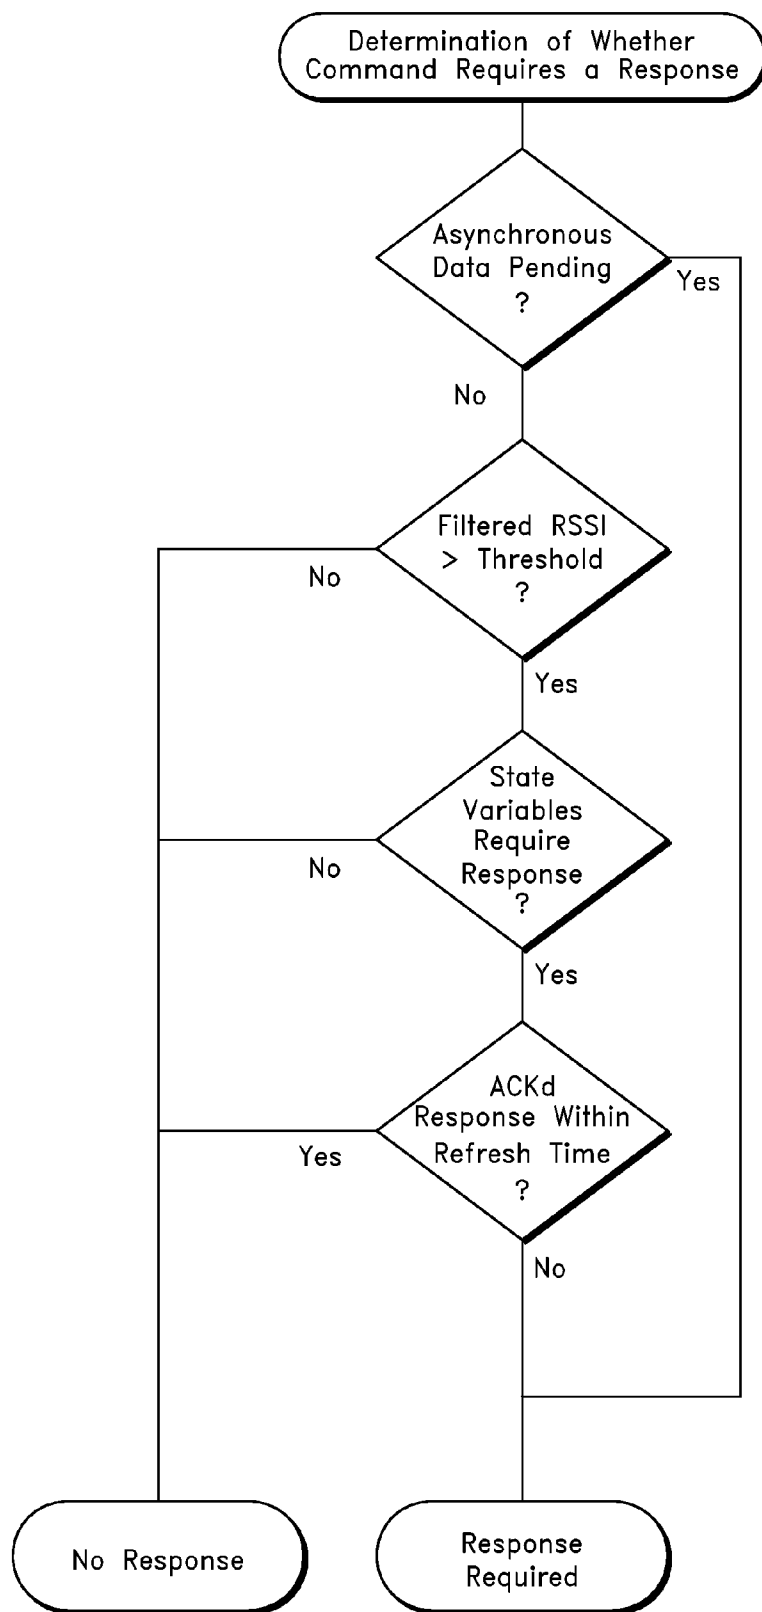 Determination of Whether
Command Requires a Response
Asynchronous
Data Pending
?
Yes
No
Filtered RSSI
> Threshold
?
No
Yes
State
Variables
Require
Response
?
No
Yes
ACKd
Response Within
Refresh Time
?
Yes
No
No Response
Response
Required